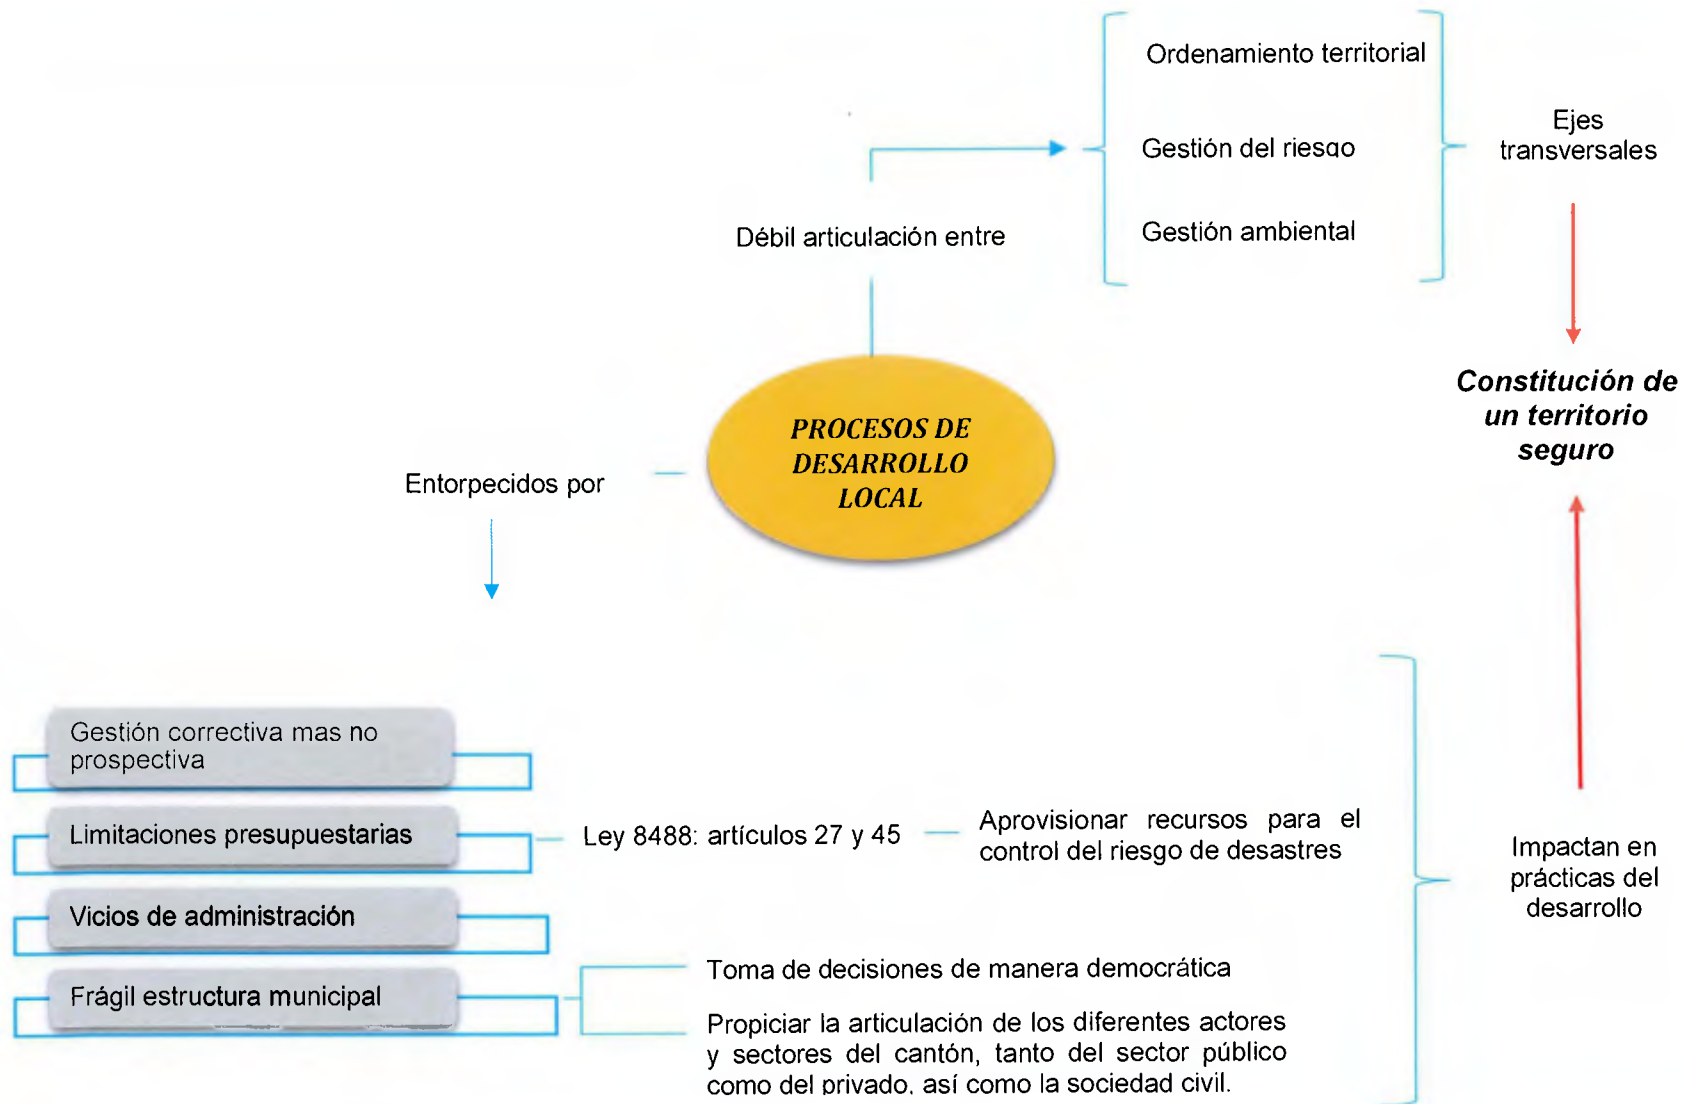 Ordenamiento territorial
Gestión del riesgo
Gestión ambiental
Ejes
transversales
Débil articulación entre
Constitución de
un territorio
seguro
PROCESOS DE
DESARROLLO
LOCAL
Entorpecidos por
Gestión correctiva mas no
prospectiva
Limitaciones presupuestarias
Ley 8488: artículos 27 y 45
Aprovisionar recursos para el
control del riesgo de desastres
Vicios de administración
Frágil estructura municipal
Toma de decisiones de manera democrática
Propiciar la articulación de los diferentes actores
y sectores del cantón, tanto del sector público
como del privado, así como la sociedad civil.
Impactan en
prácticas del
desarrollo